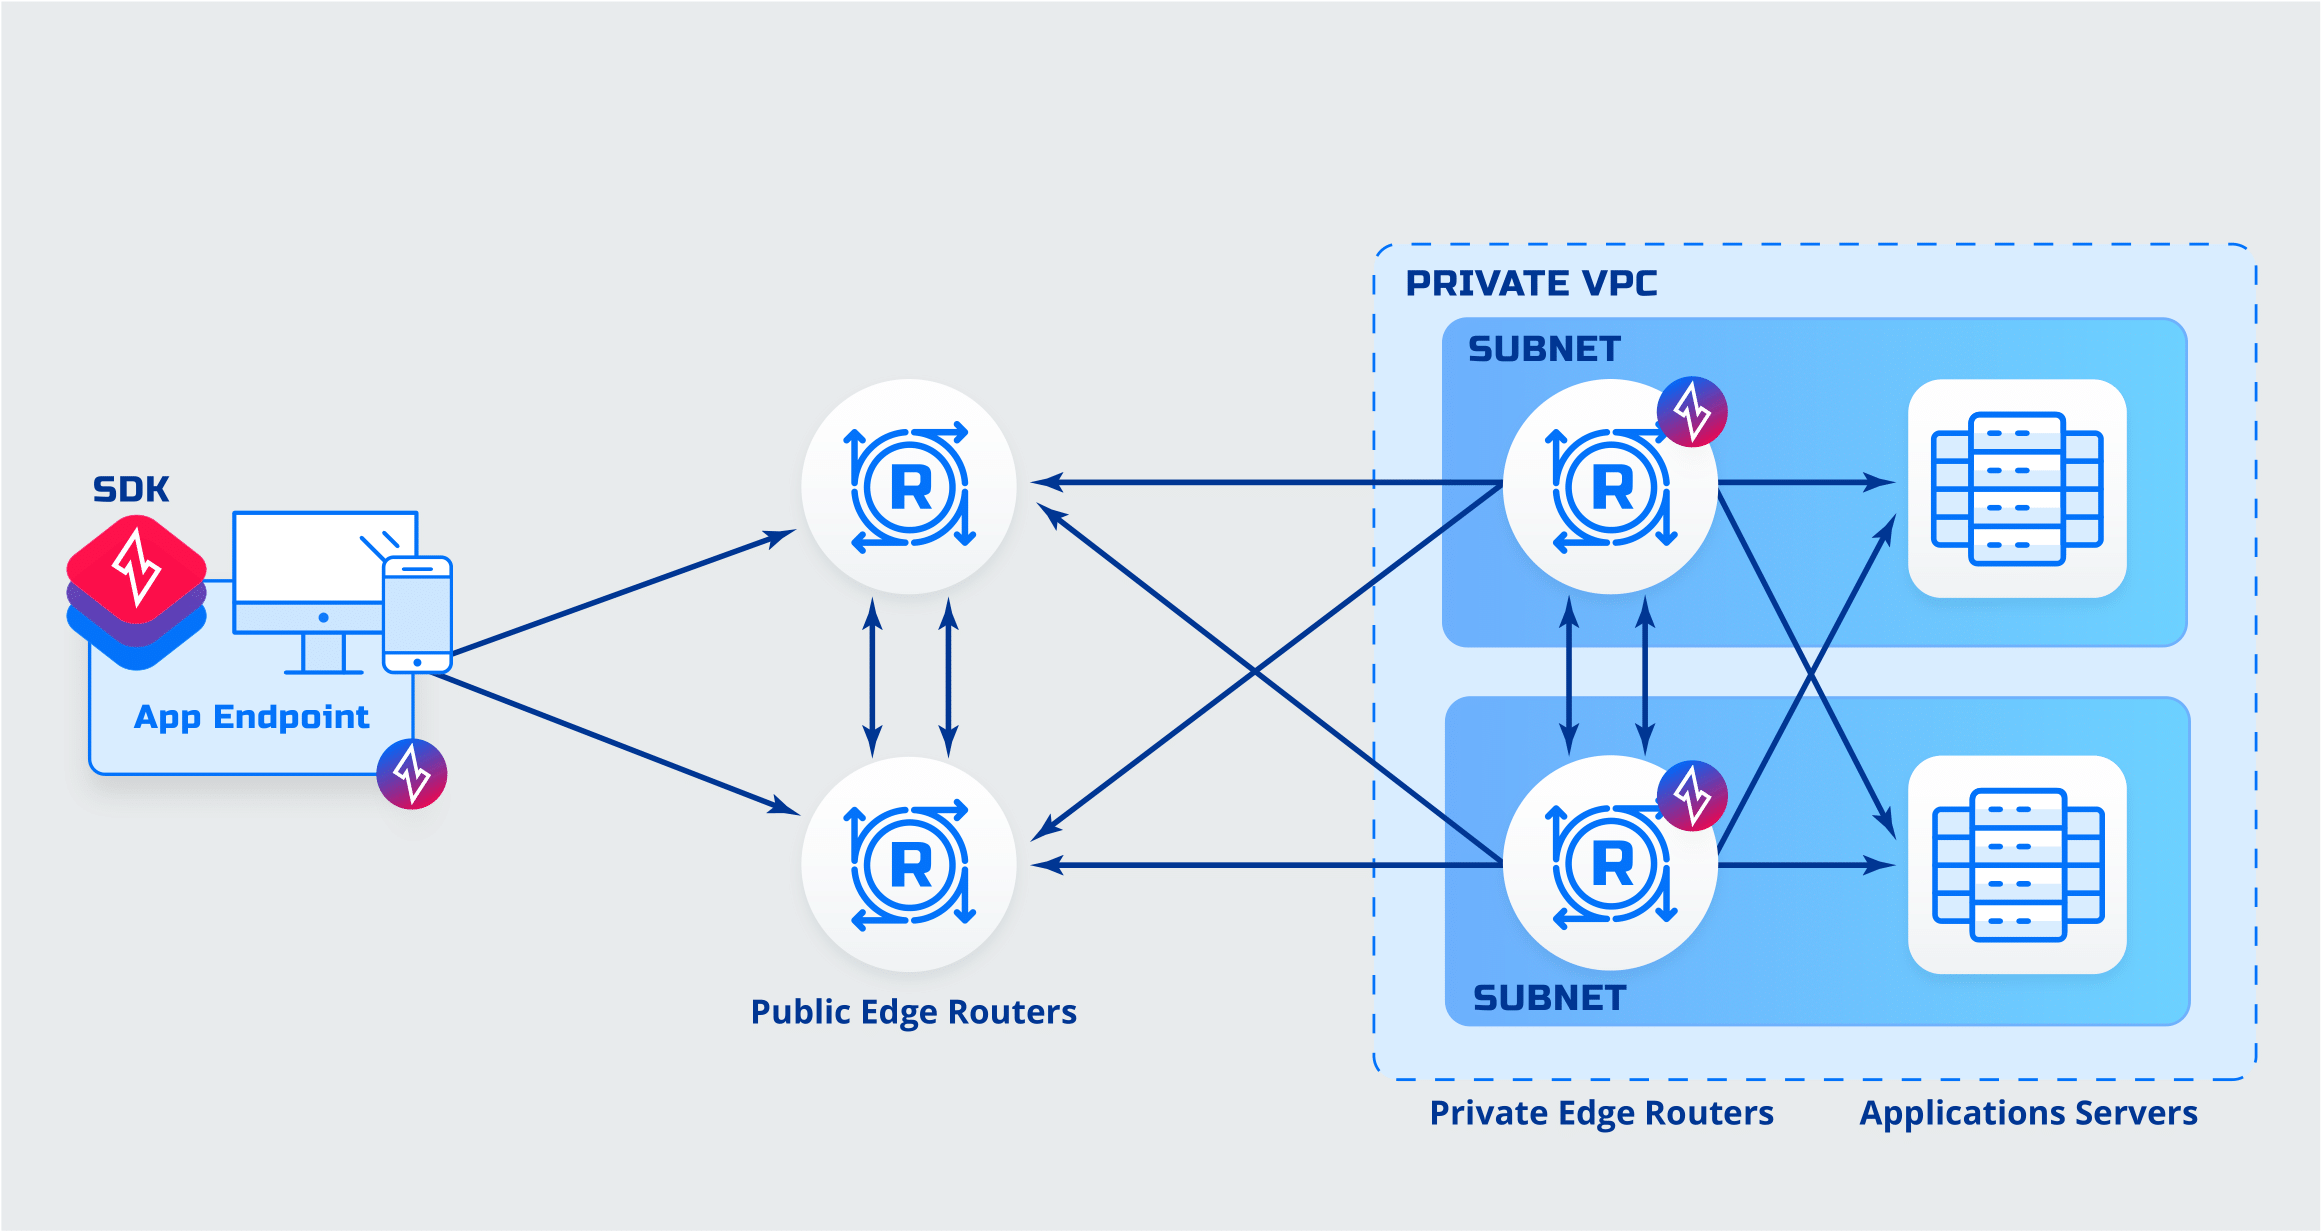 PRIVATE VPC
SUBNET
R
R
SDK
App Endpoint
R
R
SUBNET
Public Edge Routers
Private Edge Routers
Applications Servers